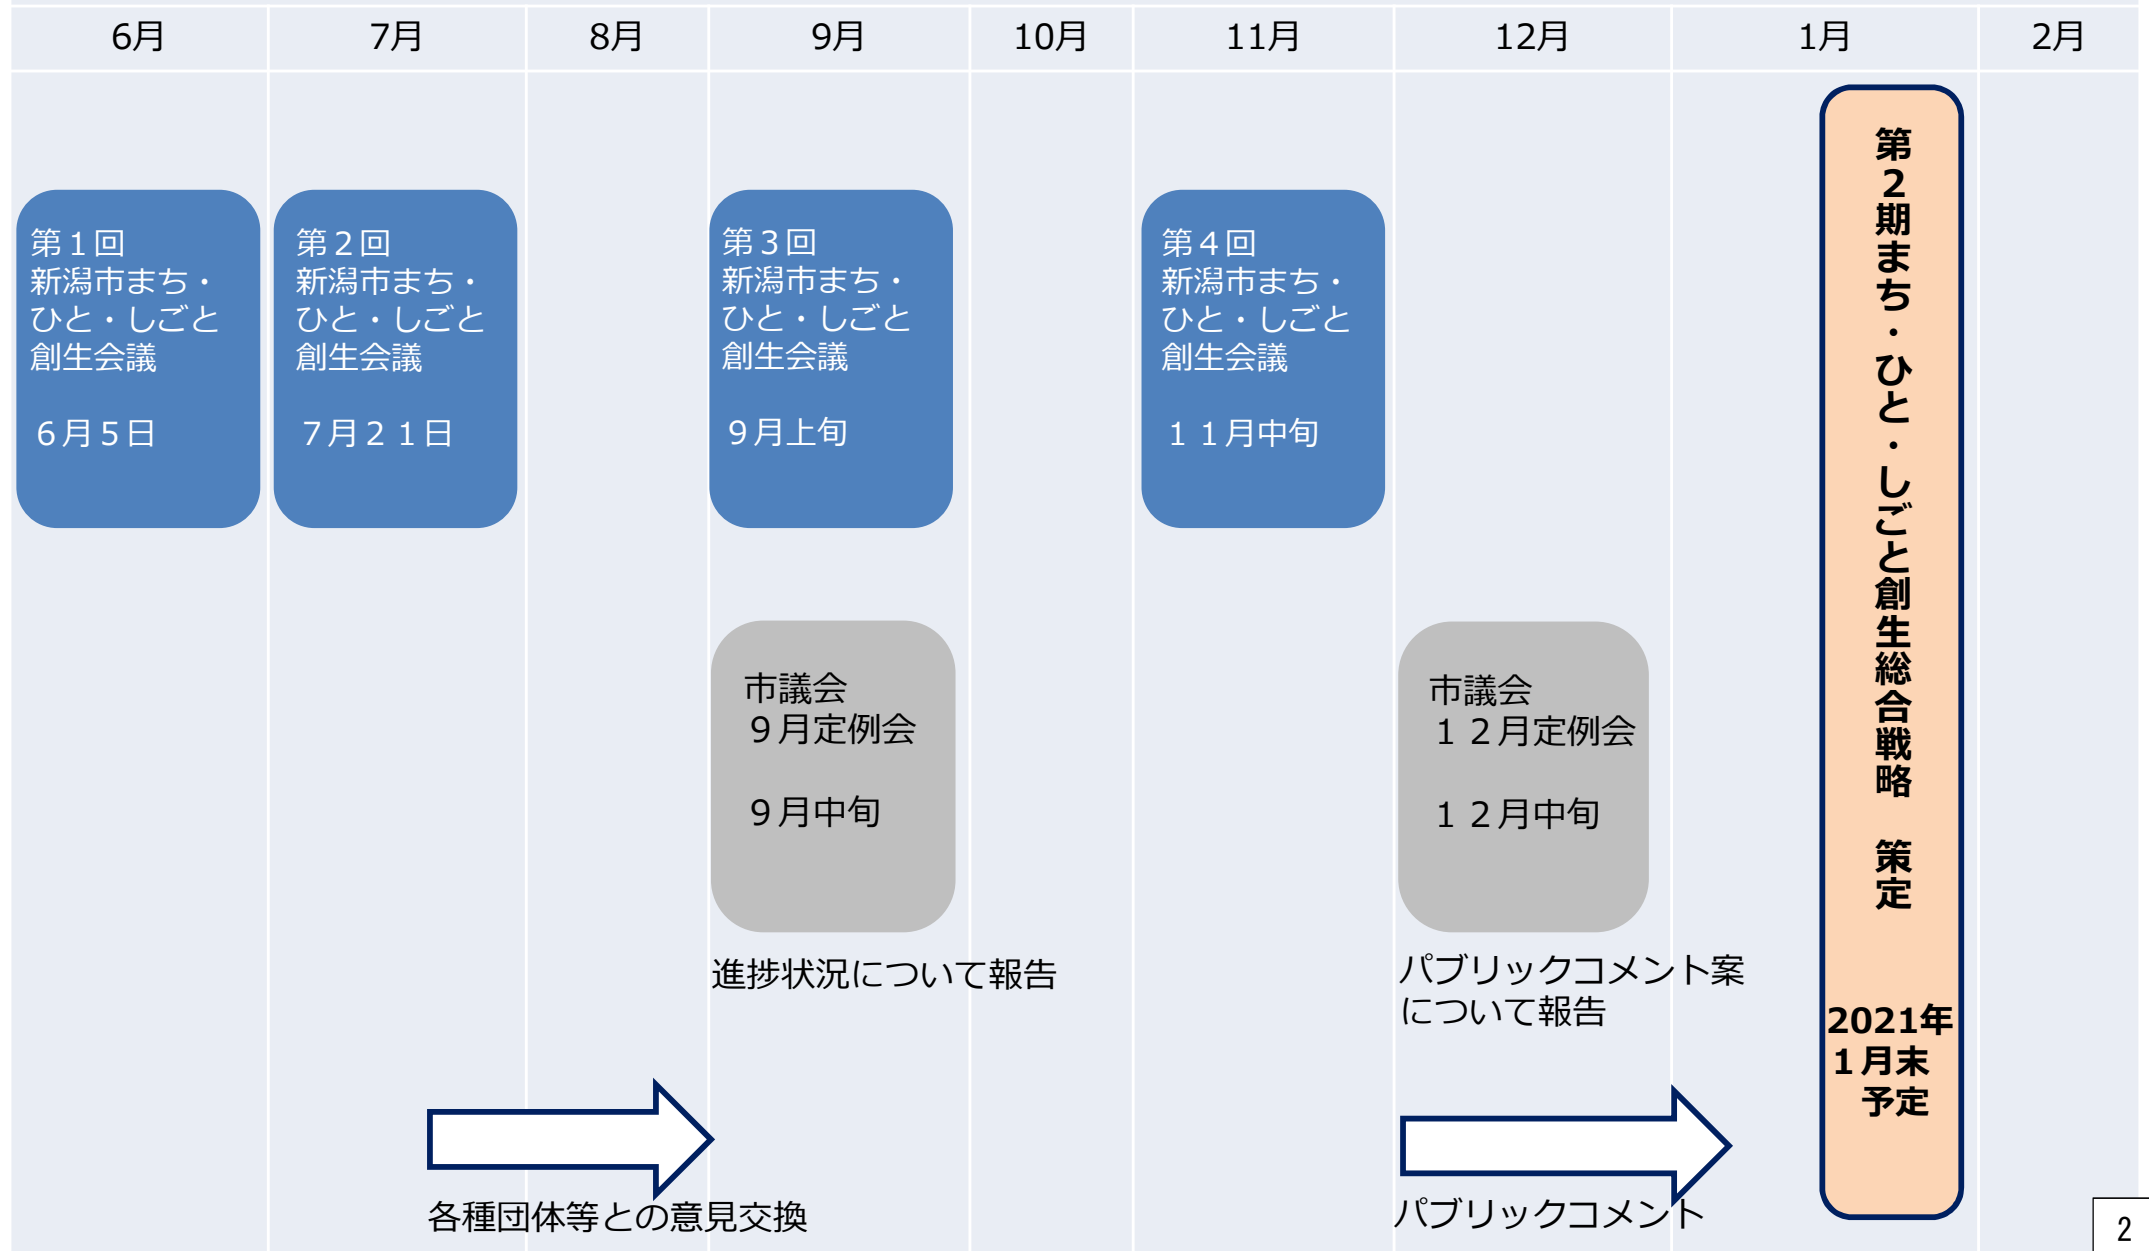 6月
7月
8月
9月
10月
11月
12月
1月
2月
第１回
新潟市まち・
ひと・しごと
創生会議
６月５日
第２回
新潟市まち・
ひと・しごと
創生会議
７月２１日
第３回
新潟市まち・
ひと・しごと
創生会議
９月上旬
第４回
新潟市まち・
ひと・しごと
創生会議
１１月中旬
市議会
９月定例会
９月中旬
進捗状況について報告
市議会
１２月定例会
１２月中旬
パブリックコメント案
について報告
各種団体等との意見交換
パブリックコメント
第２期まち・ひと・しごと創生総合戦略　策定
2021年
１月末
予定
2